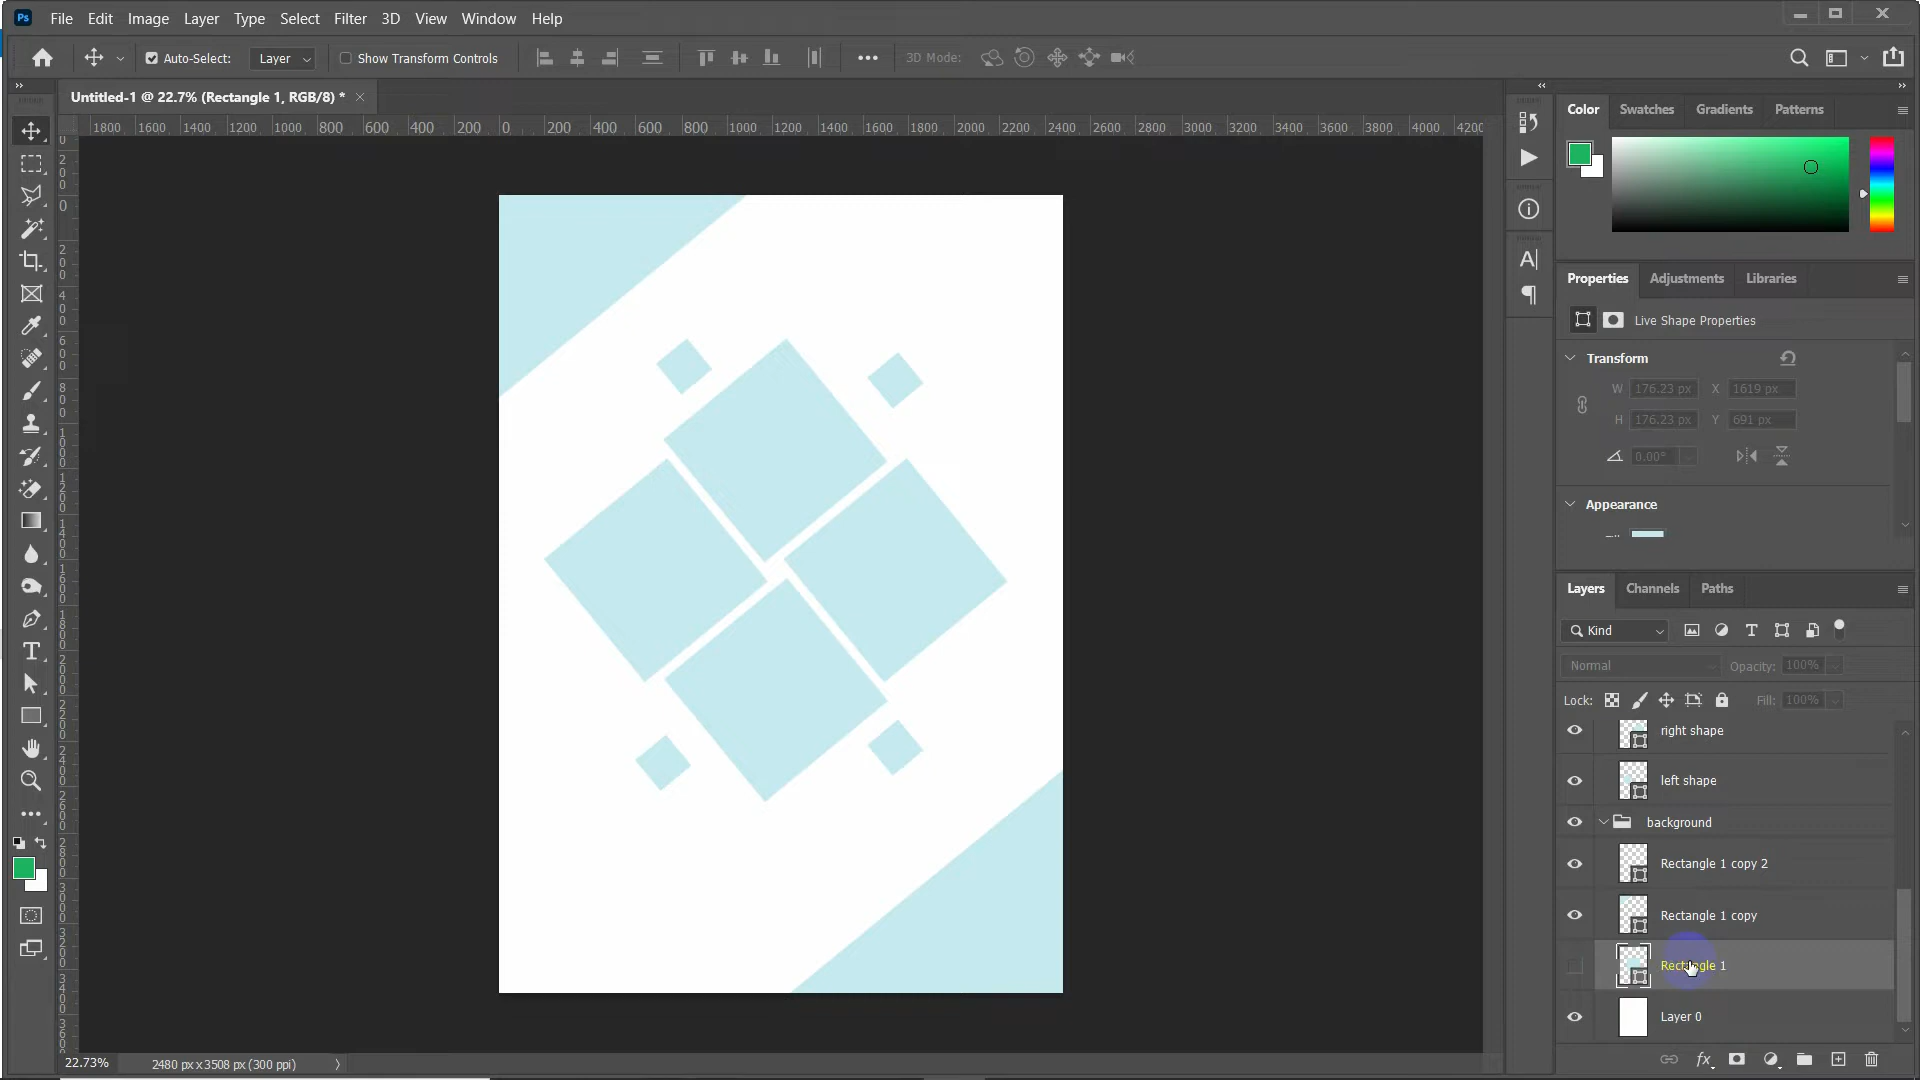 Ps File Edit Image Layer Type Select Filter 3D View Window Help
Auto-Select: Layer Show Transform Controls 3D Mode:
Untitled-1 @ 22.7% (Rectangle 1, RGB/8) *
1800 1600 1400 1200 1000 800 600 400 200 0 200 400 600 800 1000 1200 1400 1600 1800 2000 2200 2400 2600 2800 3000 3200 3400 3600 3800 4000 4200
Color Swatches Gradients Patterns
Properties Adjustments Libraries
Live Shape Properties
Transform
W 176.23 px X 1619 px
H 176.23 px Y 691 px
0.00°
Appearance
Layers Channels Paths
Kind
Normal Opacity: 100%
Lock: Fill: 100%
right shape
left shape
background
Rectangle 1 copy 2
Rectangle 1 copy
Rectangle 1
Layer 0
fx
22.73% 2480 px x 3508 px (300 ppi)